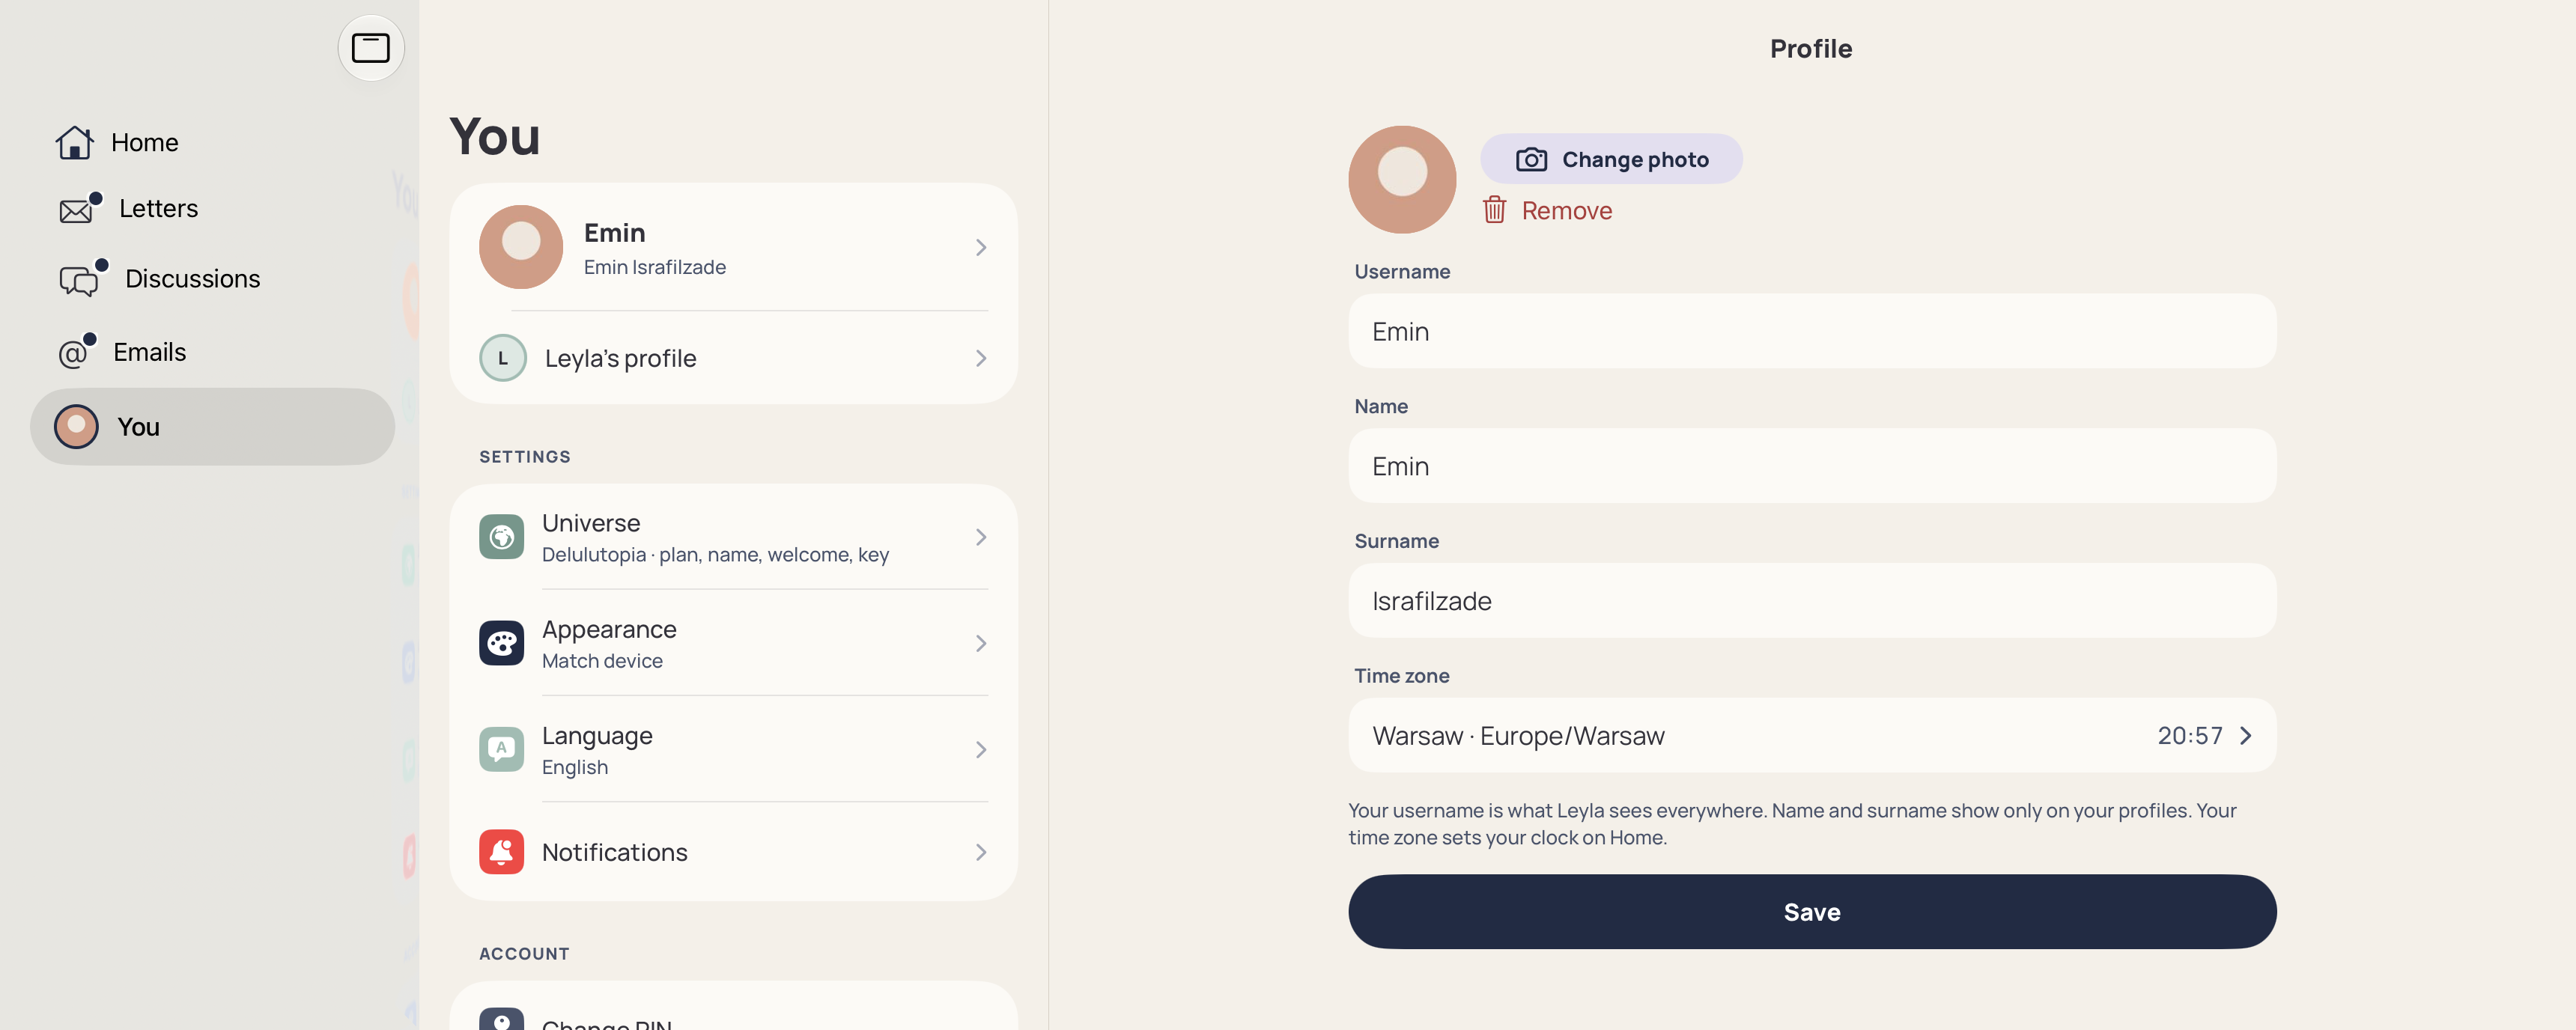 Home
Letters
Discussions
@ Emails
You
You
Emin
Emin Israfilzade
L
Leyla’s profile
SETTINGS
Universe
Delulutopia · plan, name, welcome, key
Appearance
Match device
A
Language
English
Notifications
ACCOUNT
Change PIN
Profile
Change photo
Remove
Username
Emin
Name
Emin
Surname
Israfilzade
Time zone
Warsaw · Europe/Warsaw 20:57
Your username is what Leyla sees everywhere. Name and surname show only on your profiles. Your
time zone sets your clock on Home.
Save